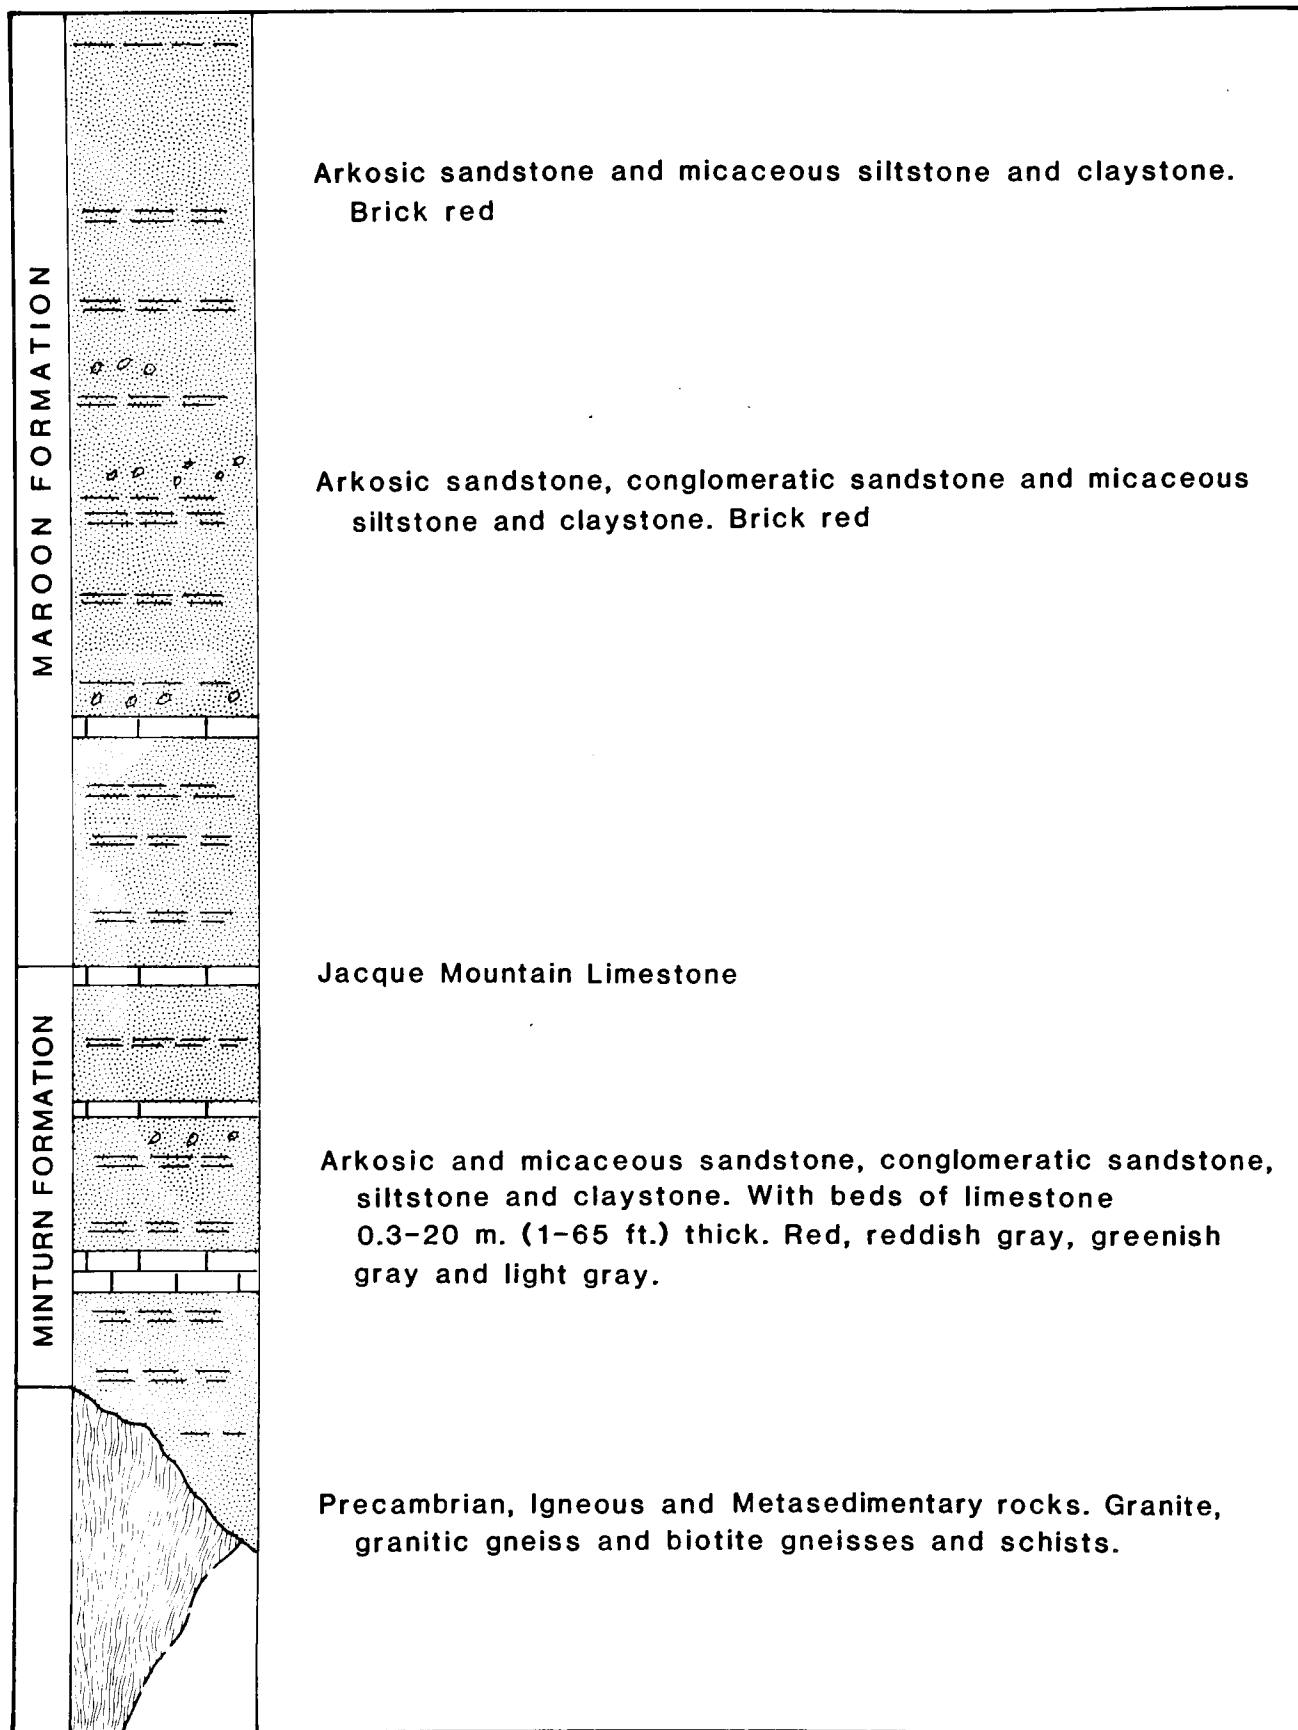 MAROON FORMATION
Arkosic sandstone and micaceous siltstone and claystone.
Brick red
Arkosic sandstone, conglomeratic sandstone and micaceous
siltstone and claystone. Brick red
Jacque Mountain Limestone
MINTURN FORMATION
Arkosic and micaceous sandstone, conglomeratic sandstone,
siltstone and claystone. With beds of limestone
0.3-20 m. (1-65 ft.) thick. Red, reddish gray, greenish
gray and light gray.
Precambrian, Igneous and Metasedimentary rocks. Granite,
granitic gneiss and biotite gneisses and schists.